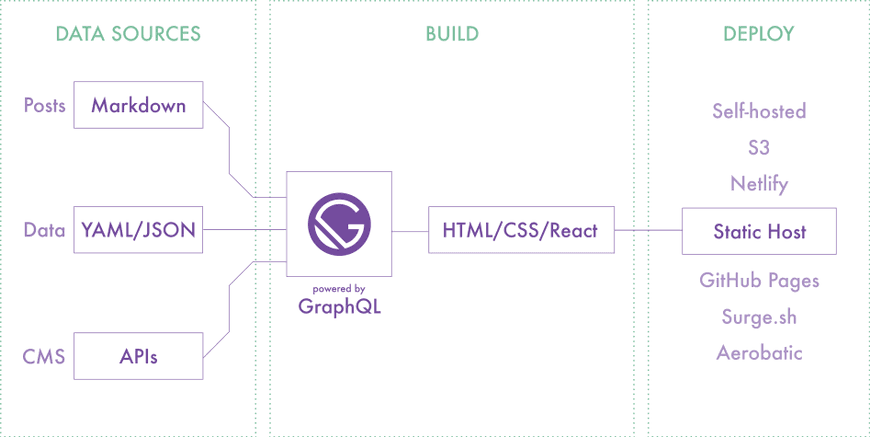 DATA SOURCES
Posts Markdown
Data YAML/JSON
CMS APIs
BUILD
powered by
GraphQL
HTML/CSS/React
DEPLOY
Self-hosted
S3
Netlify
Static Host
GitHub Pages
Surge.sh
Aerobatic